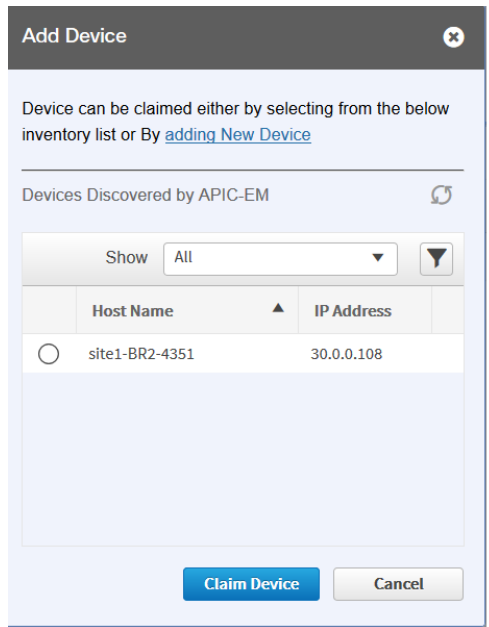 Add Device
Device can be claimed either by selecting from the below
inventory list or By adding New Device
Devices Discovered by APIC-EM
Show All
Host Name IP Address
site1-BR2-4351 30.0.0.108
Claim Device Cancel